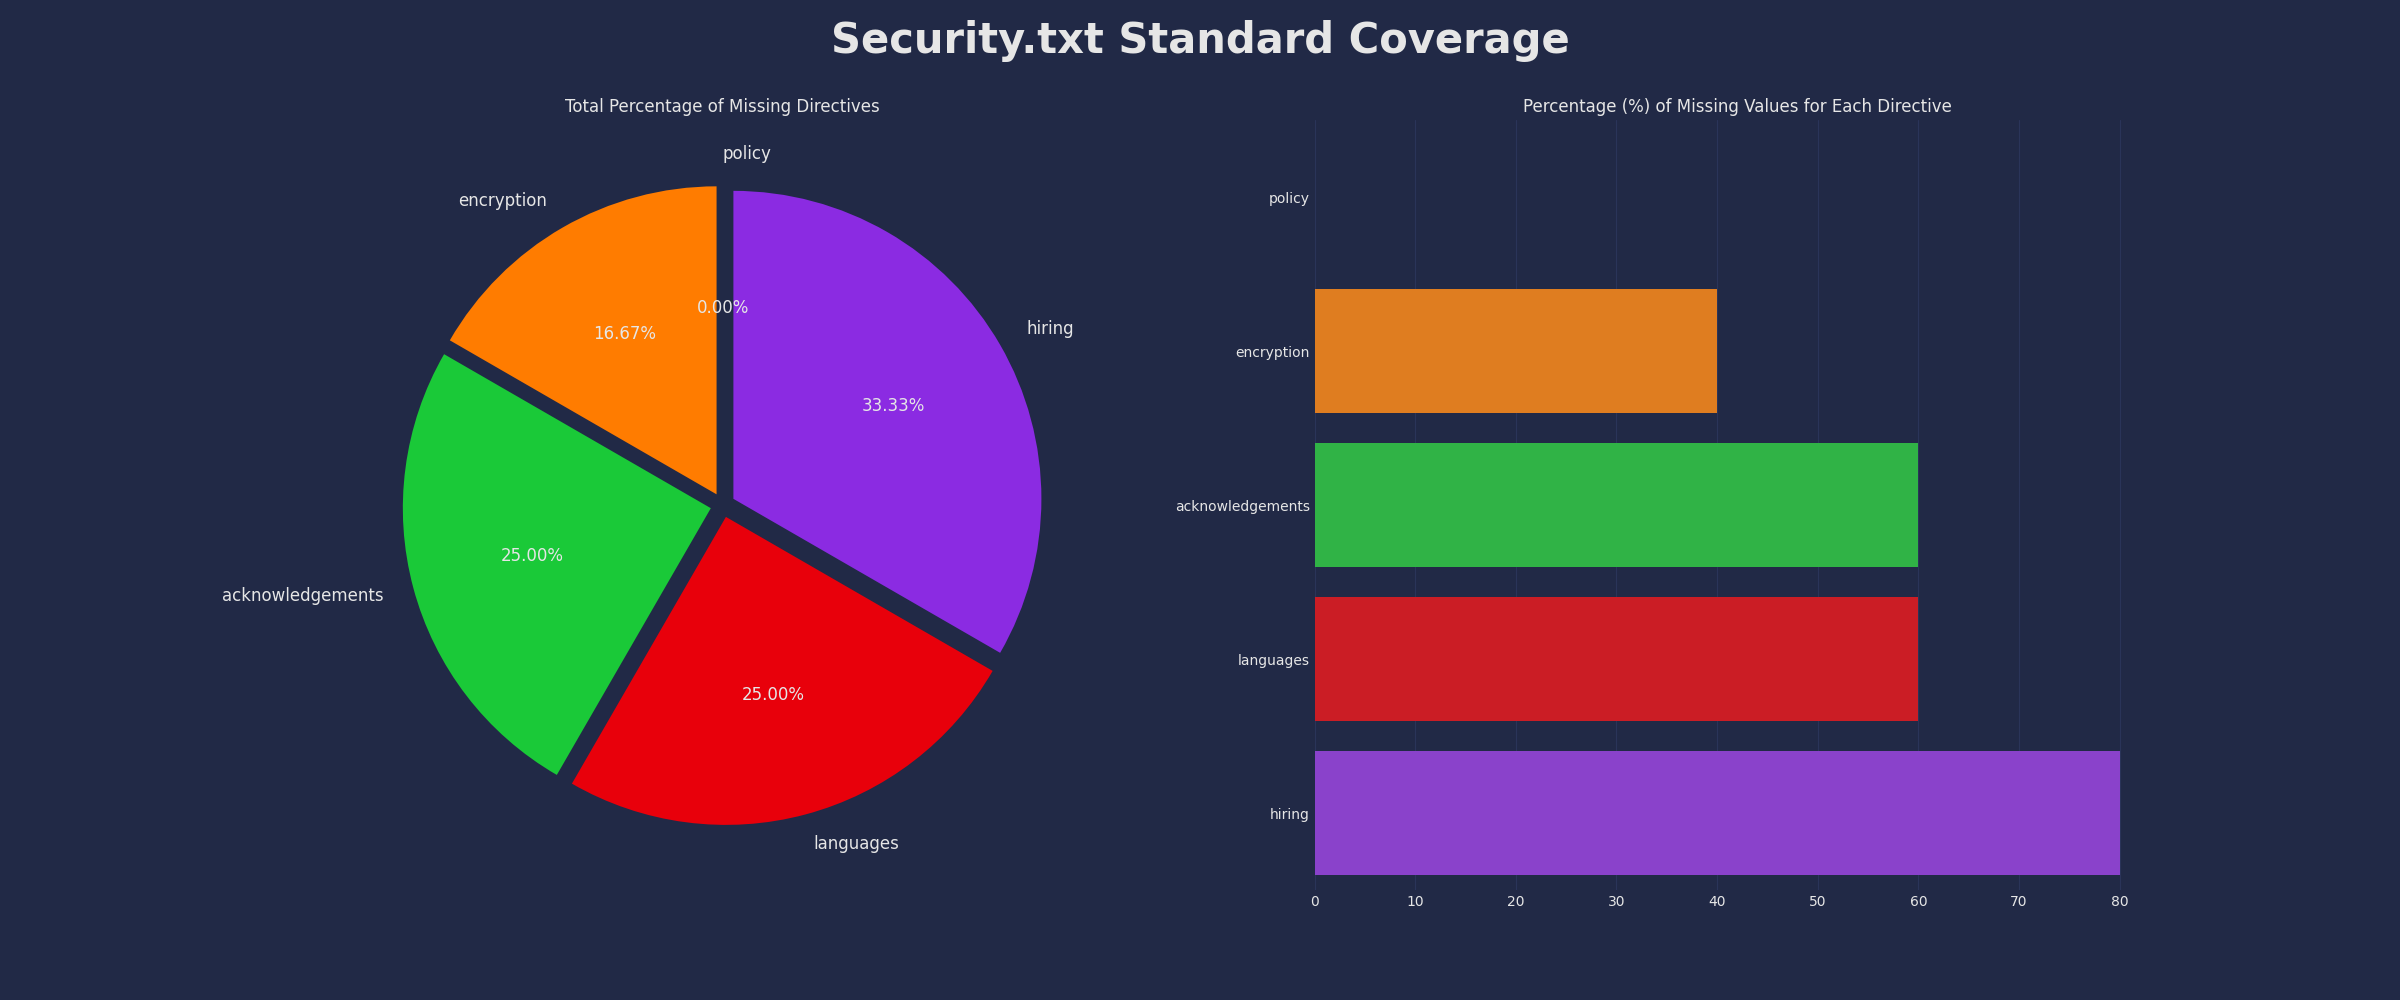 Security.txt Standard Coverage
Total Percentage of Missing Directives
policy
encryption
0.00%
16.67%
hiring
33.33%
25.00%
acknowledgements
25.00%
languages
Percentage (%) of Missing Values for Each Directive
policy
encryption
acknowledgements
languages
hiring
0 10 20 30 40 50 60 70 80